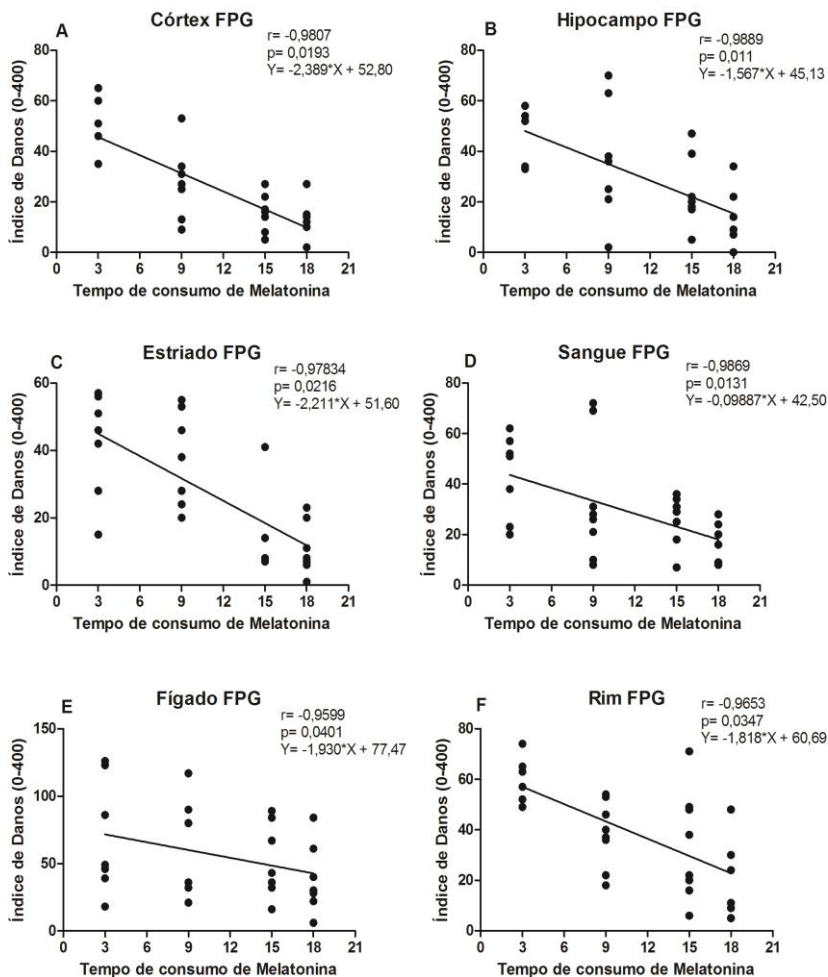 A
Córtex FPG
r= -0,9807
p= 0,0193
Y= -2,389*X + 52,80
Índice de Danos (0-400)
80
60
40
20
0
0 3 6 9 12 15 18 21
Tempo de consumo de Melatonina
B
Hipocampo FPG
r= -0,9889
p= 0,011
Y= -1,567*X + 45,13
Índice de Danos (0-400)
80
60
40
20
0
0 3 6 9 12 15 18 21
Tempo de consumo de Melatonina
C
Estriado FPG
r= -0,97834
p= 0,0216
Y= -2,211*X + 51,60
Índice de Danos (0-400)
60
40
20
0
0 3 6 9 12 15 18 21
Tempo de consumo de Melatonina
D
Sangue FPG
r= -0,9869
p= 0,0131
Y= -0,09887*X + 42,50
Índice de Danos (0-400)
80
60
40
20
0
0 3 6 9 12 15 18 21
Tempo de consumo de Melatonina
E
Fígado FPG
r= -0,9599
p= 0,0401
Y= -1,930*X + 77,47
Índice de Danos (0-400)
150
100
50
0
0 3 6 9 12 15 18 21
Tempo de consumo de Melatonina
F
Rim FPG
r= -0,9653
p= 0,0347
Y= -1,818*X + 60,69
Índice de Danos (0-400)
80
60
40
20
0
0 3 6 9 12 15 18 21
Tempo de consumo de Melatonina